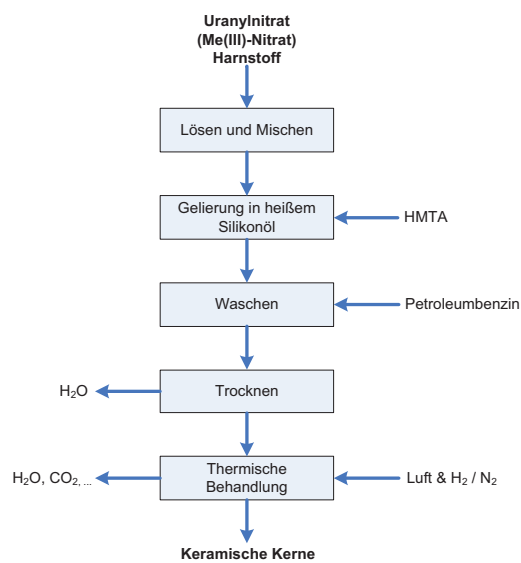 Uranylnitrat
(Me(III)-Nitrat)
Harnstoff
Lösen und Mischen
Gelierung in heißem
Silikonöl
HMTA
Waschen
Petroleumbenzin
H₂O
Trocknen
H₂O, CO₂, ...
Thermische
Behandlung
Luft & H₂ / N₂
Keramische Kerne